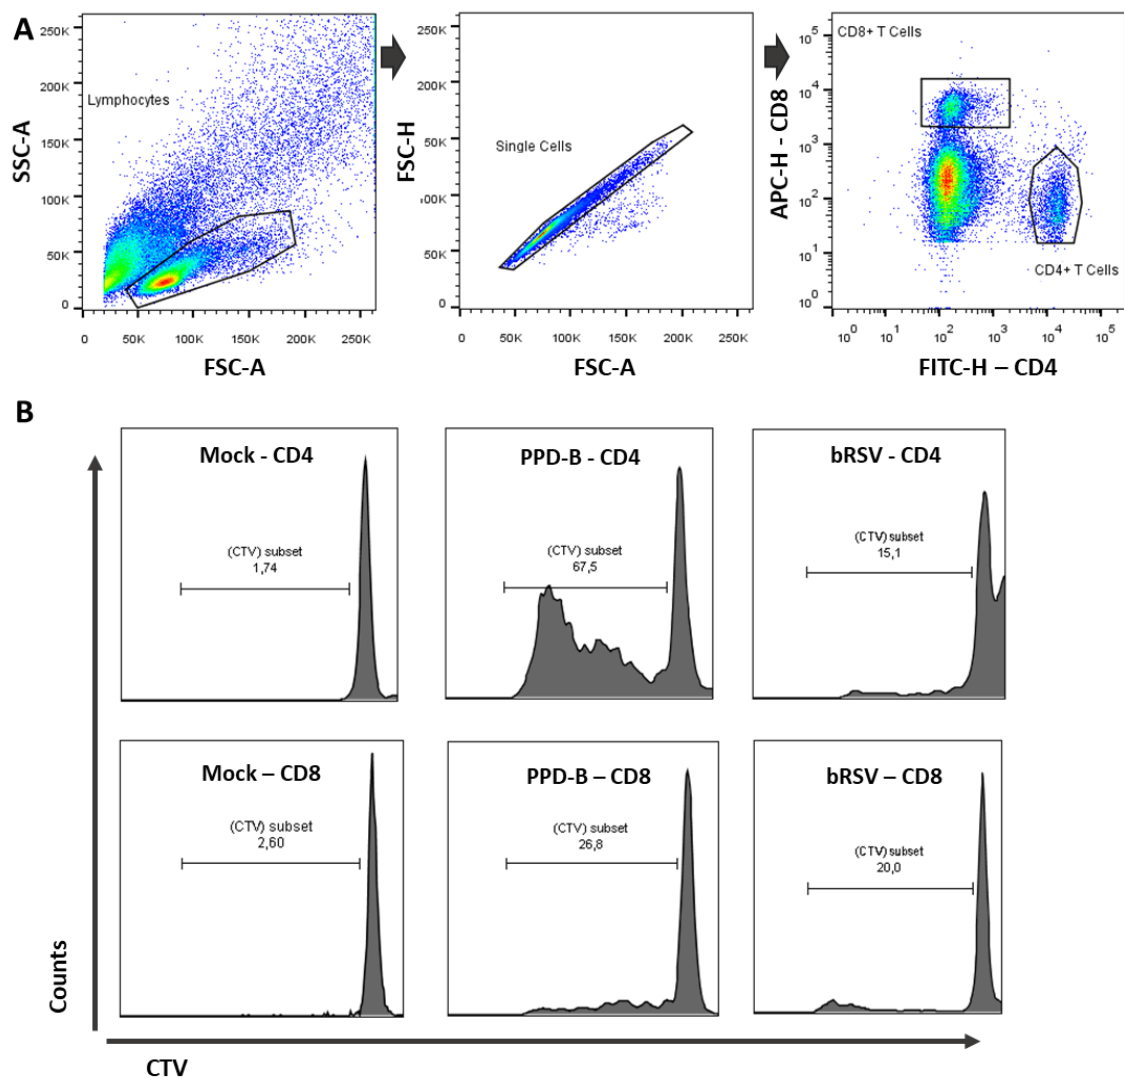 A
SSC-A
250K
200K
150K
100K
50K
0
Lymphocytes
0 50K 100K 150K 200K 250K
FSC-A
FSC-H
250K
200K
50K
00K
50K
0
Single Cells
0 50K 100K 150K 200K 250K
FSC-A
APC-H - CD8
10^5
10^4
10^3
10^2
10^1
10^0
CD8+ T Cells
CD4+ T Cells
10^0 10^1 10^2 10^3 10^4 10^5
FITC-H – CD4
B
Mock - CD4
(CTV) subset
1,74
PPD-B - CD4
(CTV) subset
67,5
bRSV - CD4
(CTV) subset
15,1
Mock – CD8
(CTV) subset
2,60
PPD-B – CD8
(CTV) subset
26,8
bRSV – CD8
(CTV) subset
20,0
Counts
CTV